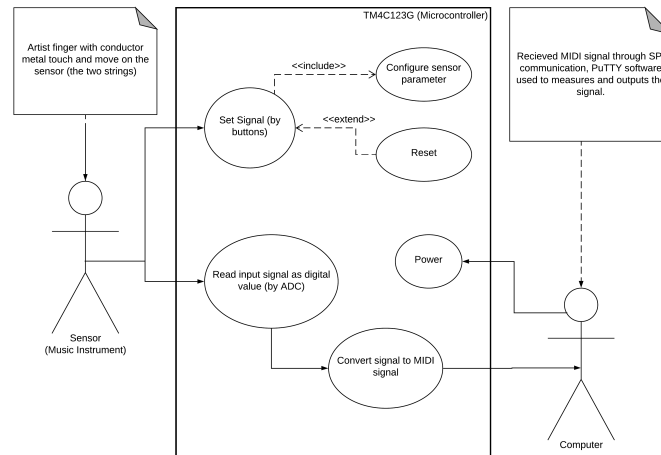 TM4C123G (Microcontroller)
Artist finger with conductor
metal touch and move on the
sensor (the two strings)
<<include>>
Configure sensor
parameter
Recieved MIDI signal through SP
communication, PuTTY software
used to measures and outputs the
signal.
Set Signal (by
buttons)
<<extend>>
Reset
Read input signal as digital
value (by ADC)
Power
Sensor
(Music Instrument)
Convert signal to MIDI
signal
Computer